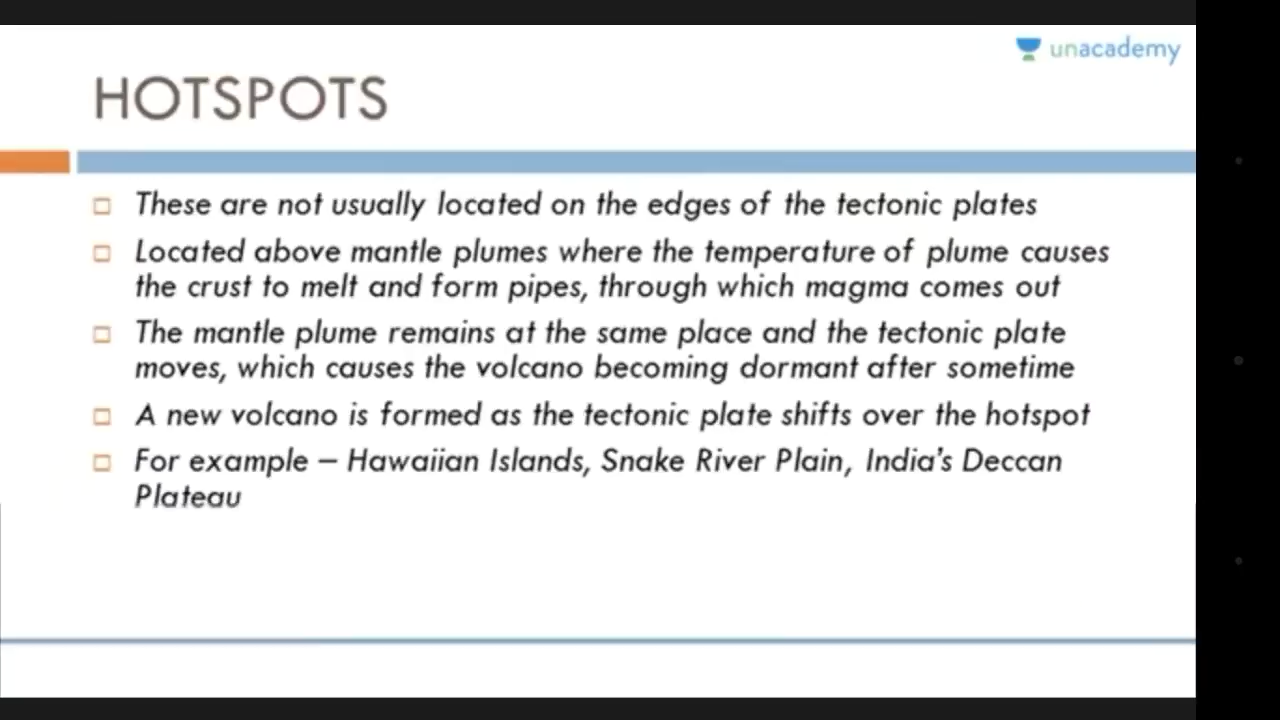 unacademy
HOTSPOTS
These are not usually located on the edges of the tectonic plates
Located above mantle plumes where the temperature of plume causes
the crust to melt and form pipes, through which magma comes out
The mantle plume remains at the same place and the tectonic plate
moves, which causes the volcano becoming dormant after sometime
A new volcano is formed as the tectonic plate shifts over the hotspot
For example – Hawaiian Islands, Snake River Plain, India's Deccan
Plateau